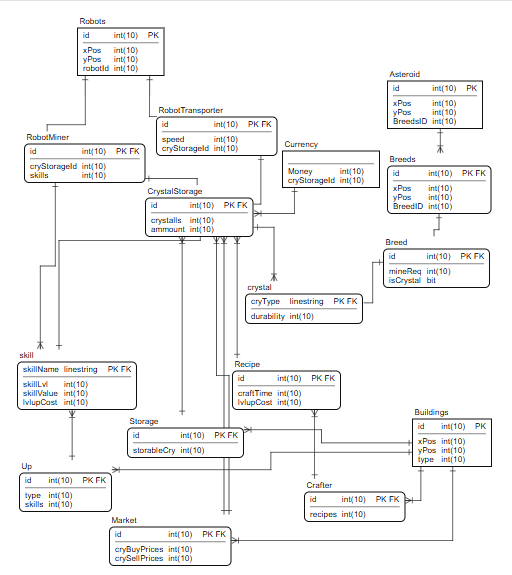 Robots
id int(10) PK
xPos int(10)
yPos int(10)
robotId int(10)
Asteroid
id int(10) PK
xPos int(10)
yPos int(10)
BreedsID int(10)
RobotTransporter
id int(10) PK FK
speed int(10)
cryStorageId int(10)
RobotMiner
id int(10) PK FK
cryStorageId int(10)
skills int(10)
Currency
Money int(10)
cryStorageId int(10)
Breeds
id int(10) PK FK
xPos int(10)
yPos int(10)
BreedID int(10)
CrystalStorage
id int(10) PK FK
crystalls int(10)
ammount int(10)
Breed
id int(10) PK FK
mineReq int(10)
isCrystal bit
crystal
cryType linestring PK FK
durability int(10)
skill
skillName linestring PK FK
skillLvl int(10)
skillValue int(10)
lvlupCost int(10)
Recipe
id int(10) PK FK
craftTime int(10)
lvlupCost int(10)
Buildings
id int(10) PK
xPos int(10)
yPos int(10)
type int(10)
Storage
id int(10) PK FK
storableCry int(10)
Up
id int(10) PK FK
type int(10)
skills int(10)
Crafter
id int(10) PK FK
recipes int(10)
Market
id int(10) PK FK
cryBuyPrices int(10)
crySellPrices int(10)